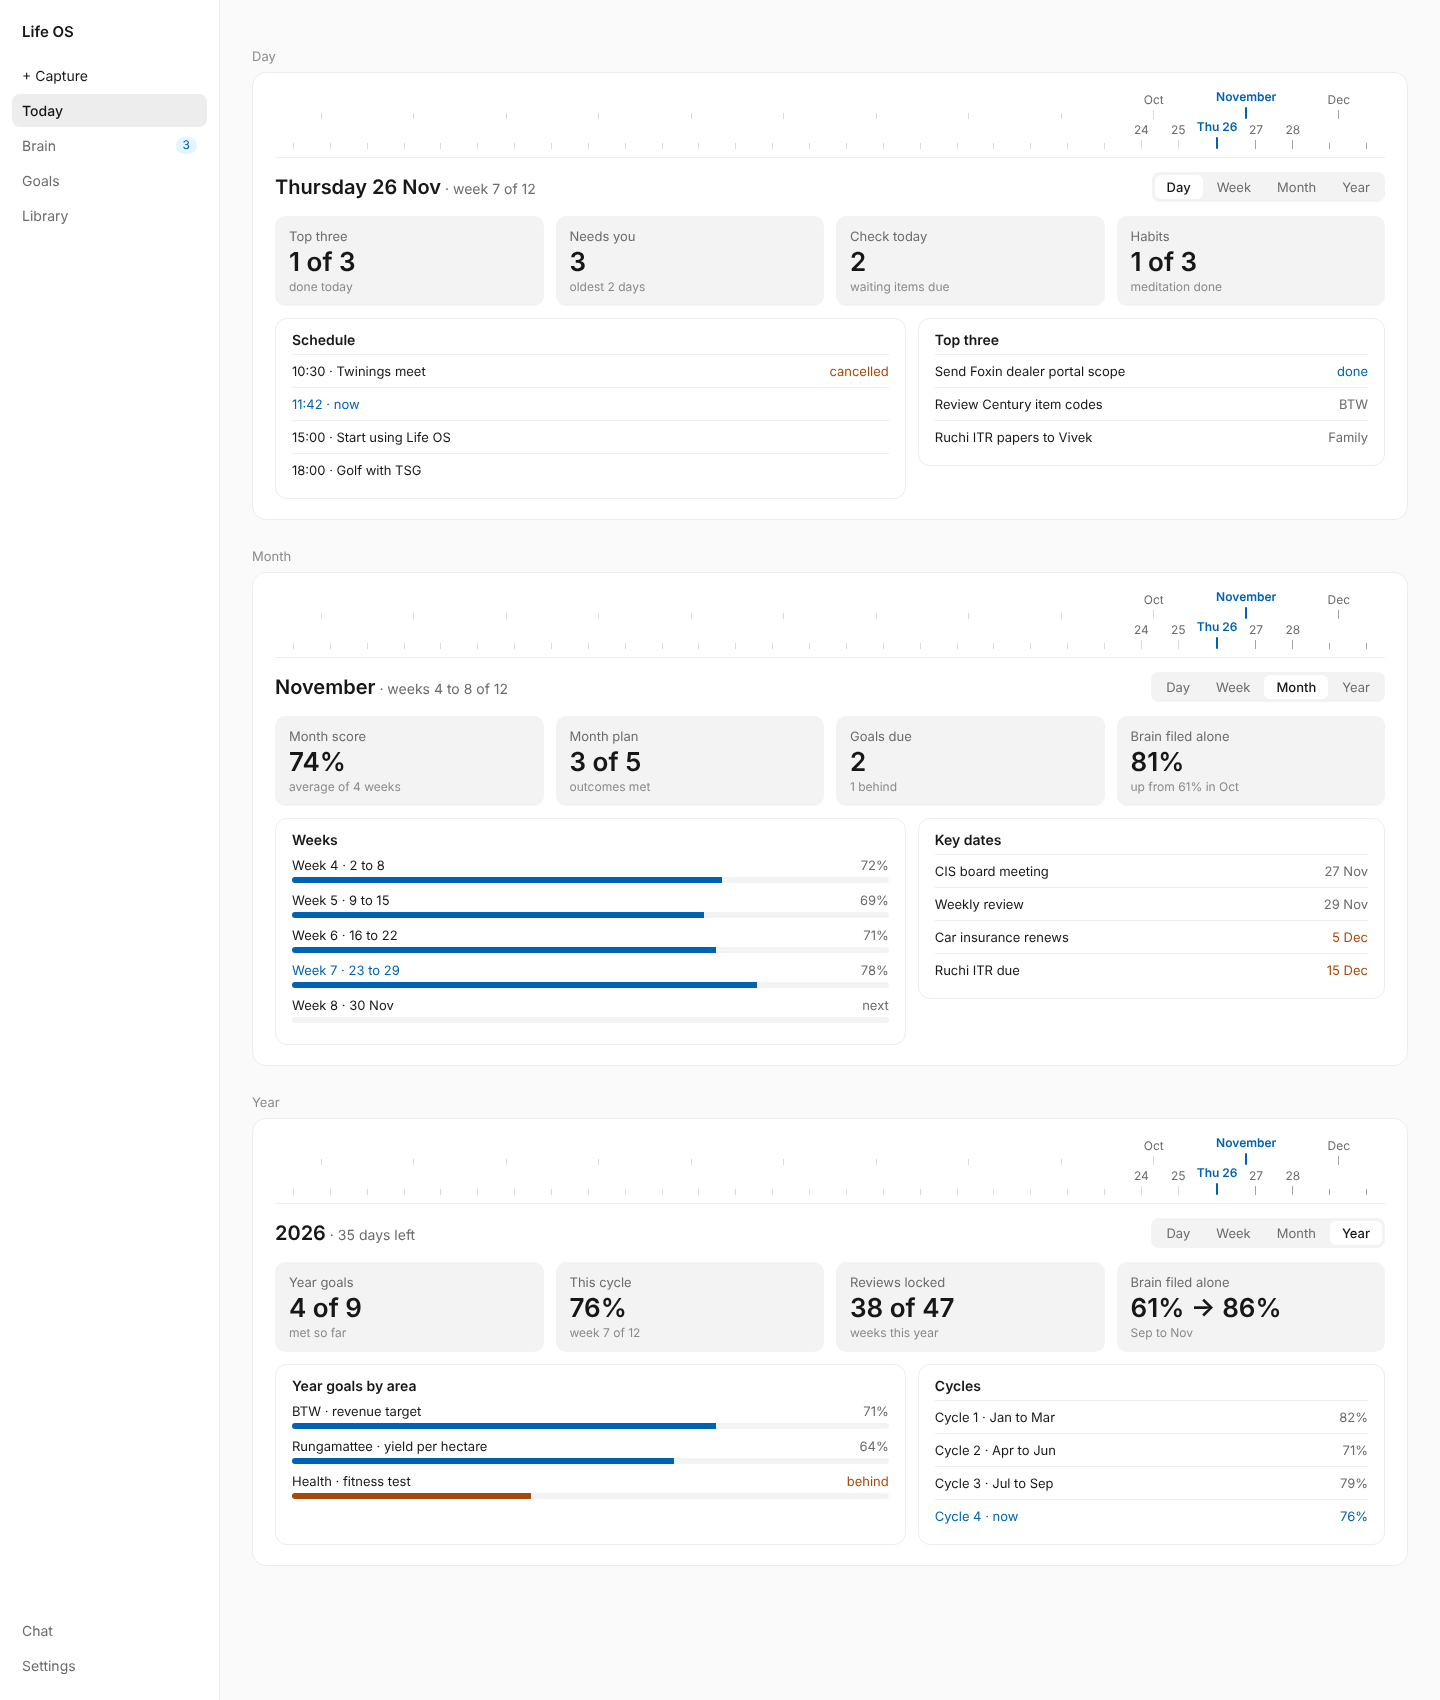 Life OS
+ Capture
Today
Brain 3
Goals
Library
Chat
Settings
Day
Oct November Dec
24 25 Thu 26 27 28
Thursday 26 Nov · week 7 of 12
Day Week Month Year
Top three
1 of 3
done today
Needs you
3
oldest 2 days
Check today
2
waiting items due
Habits
1 of 3
meditation done
Schedule
10:30 · Twinings meet cancelled
11:42 · now
15:00 · Start using Life OS
18:00 · Golf with TSG
Top three
Send Foxin dealer portal scope done
Review Century item codes BTW
Ruchi ITR papers to Vivek Family
Month
Oct November Dec
24 25 Thu 26 27 28
November · weeks 4 to 8 of 12
Day Week Month Year
Month score
74%
average of 4 weeks
Month plan
3 of 5
outcomes met
Goals due
2
1 behind
Brain filed alone
81%
up from 61% in Oct
Weeks
Week 4 · 2 to 8 72%
Week 5 · 9 to 15 69%
Week 6 · 16 to 22 71%
Week 7 · 23 to 29 78%
Week 8 · 30 Nov next
Key dates
CIS board meeting 27 Nov
Weekly review 29 Nov
Car insurance renews 5 Dec
Ruchi ITR due 15 Dec
Year
Oct November Dec
24 25 Thu 26 27 28
2026 · 35 days left
Day Week Month Year
Year goals
4 of 9
met so far
This cycle
76%
week 7 of 12
Reviews locked
38 of 47
weeks this year
Brain filed alone
61% → 86%
Sep to Nov
Year goals by area
BTW · revenue target 71%
Rungamattee · yield per hectare 64%
Health · fitness test behind
Cycles
Cycle 1 · Jan to Mar 82%
Cycle 2 · Apr to Jun 71%
Cycle 3 · Jul to Sep 79%
Cycle 4 · now 76%